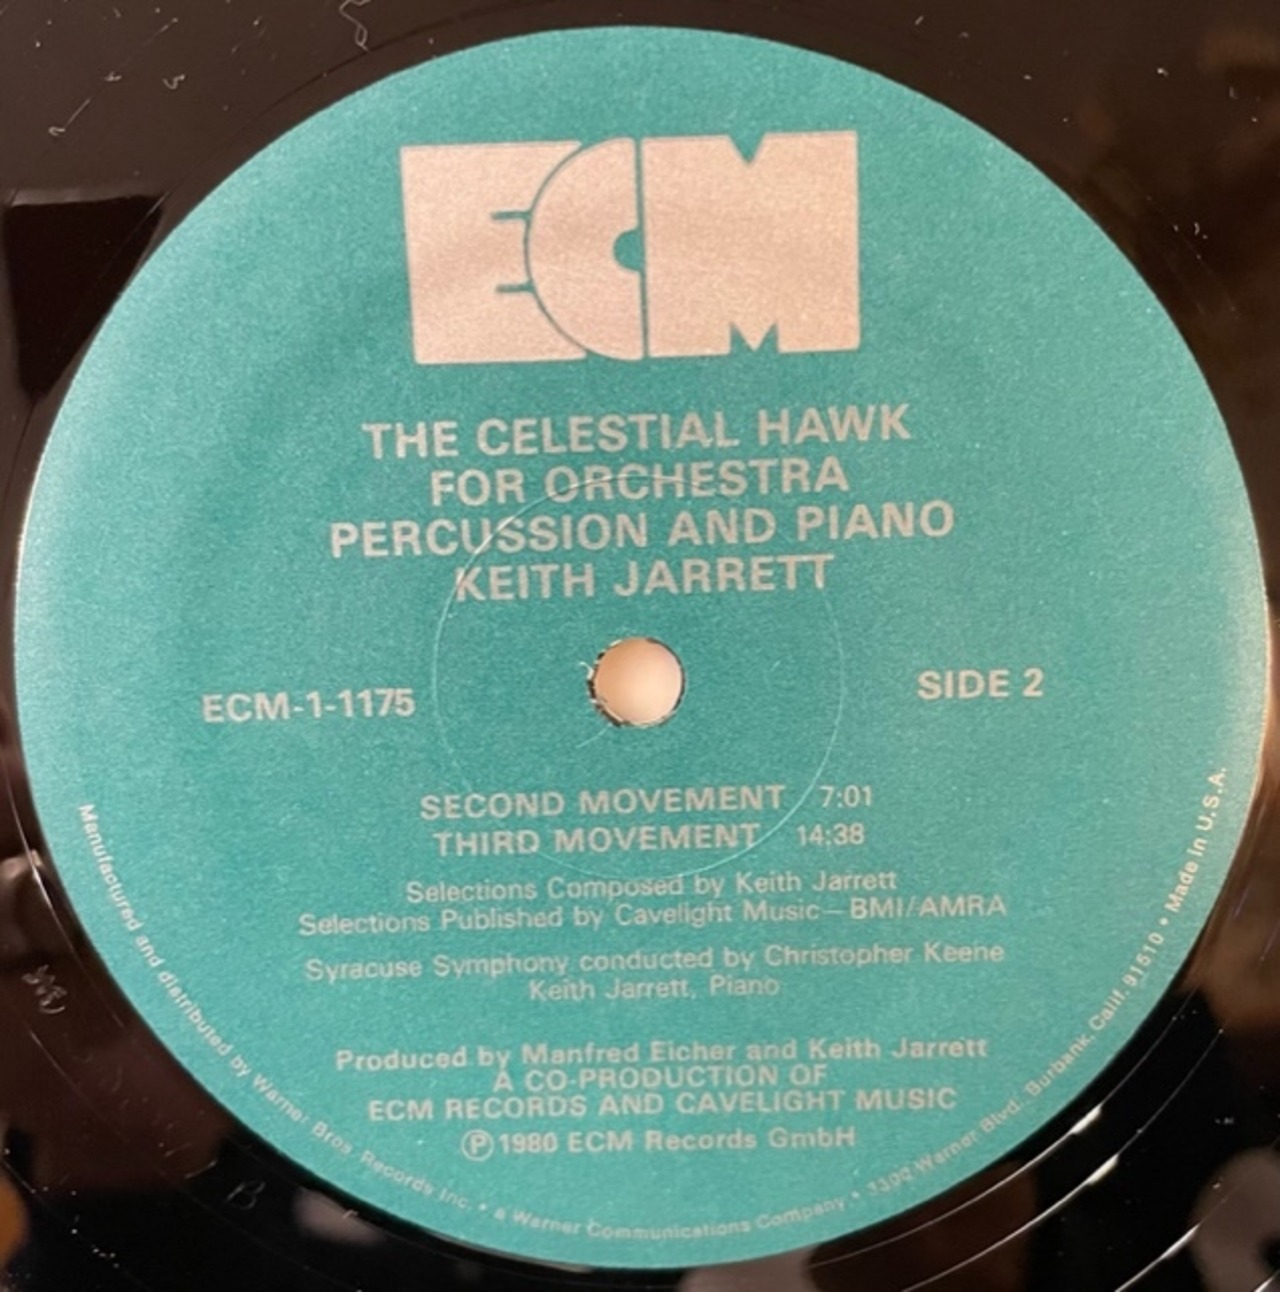 ECM
THE CELESTIAL HAWK
FOR ORCHESTRA
PERCUSSION AND PIANO
KEITH JARRETT
ECM-1-1175
SIDE 2
SECOND MOVEMENT 7:01
THIRD MOVEMENT 14:38
Selections Composed by Keith Jarrett
Selections Published by Cavelight Music—BMI/AMRA
Syracuse Symphony conducted by Christopher Keene
Keith Jarrett, Piano
Produced by Manfred Eicher and Keith Jarrett
A CO-PRODUCTION OF
ECM RECORDS AND CAVELIGHT MUSIC
℗ 1980 ECM Records GmbH
Manufactured and distributed by Warner Bros. Records Inc. • a Warner Communications Company • 3300 Warner Blvd., Burbank, Calif. 91510 • Made in U.S.A.